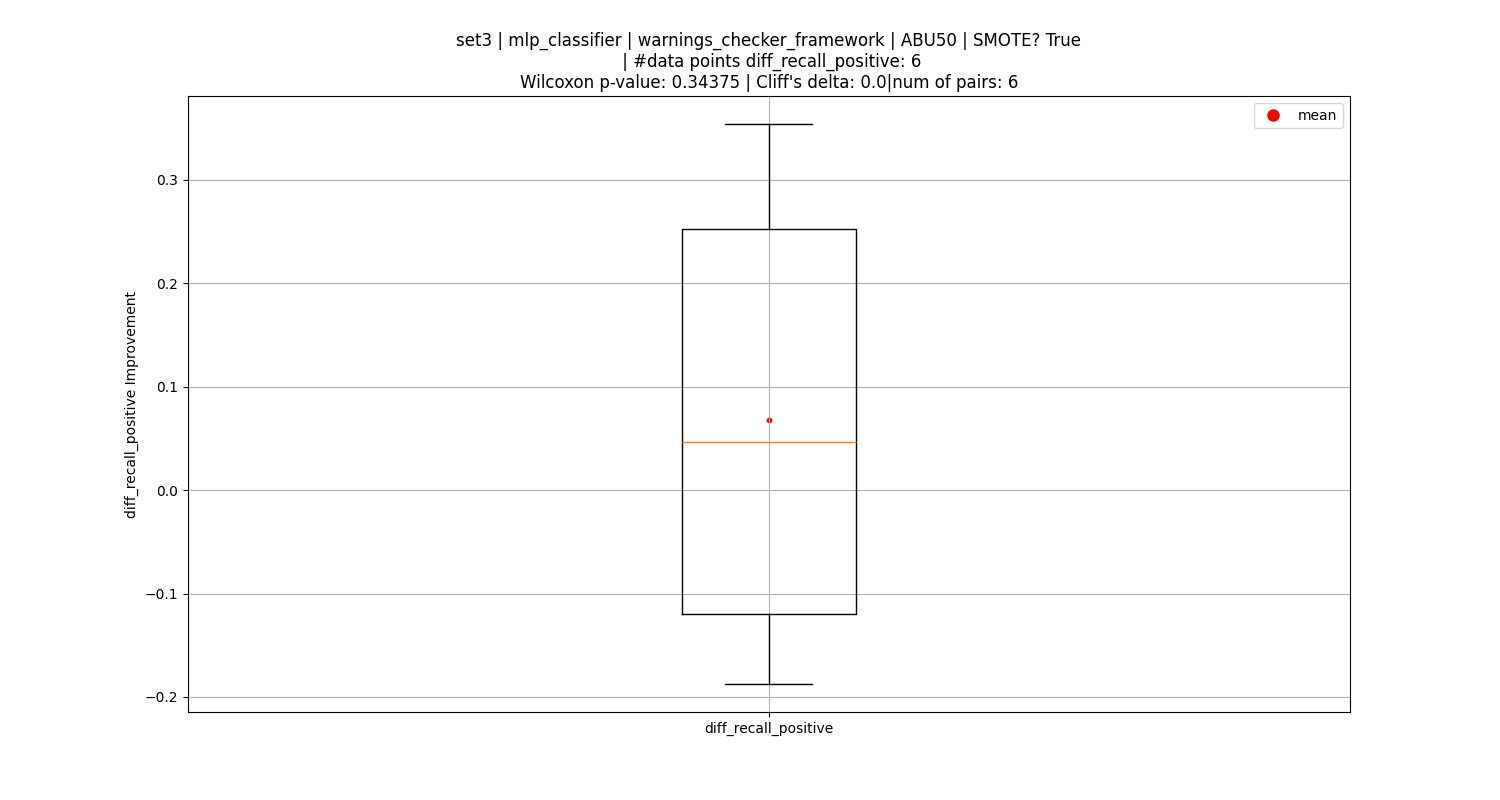 set3 | mlp_classifier | warnings_checker_framework | ABU50 | SMOTE? True
| #data points diff_recall_positive: 6
Wilcoxon p-value: 0.34375 | Cliff's delta: 0.0|num of pairs: 6
mean
0.3
0.2
0.1
0.0
−0.1
−0.2
diff_recall_positive Improvement
diff_recall_positive